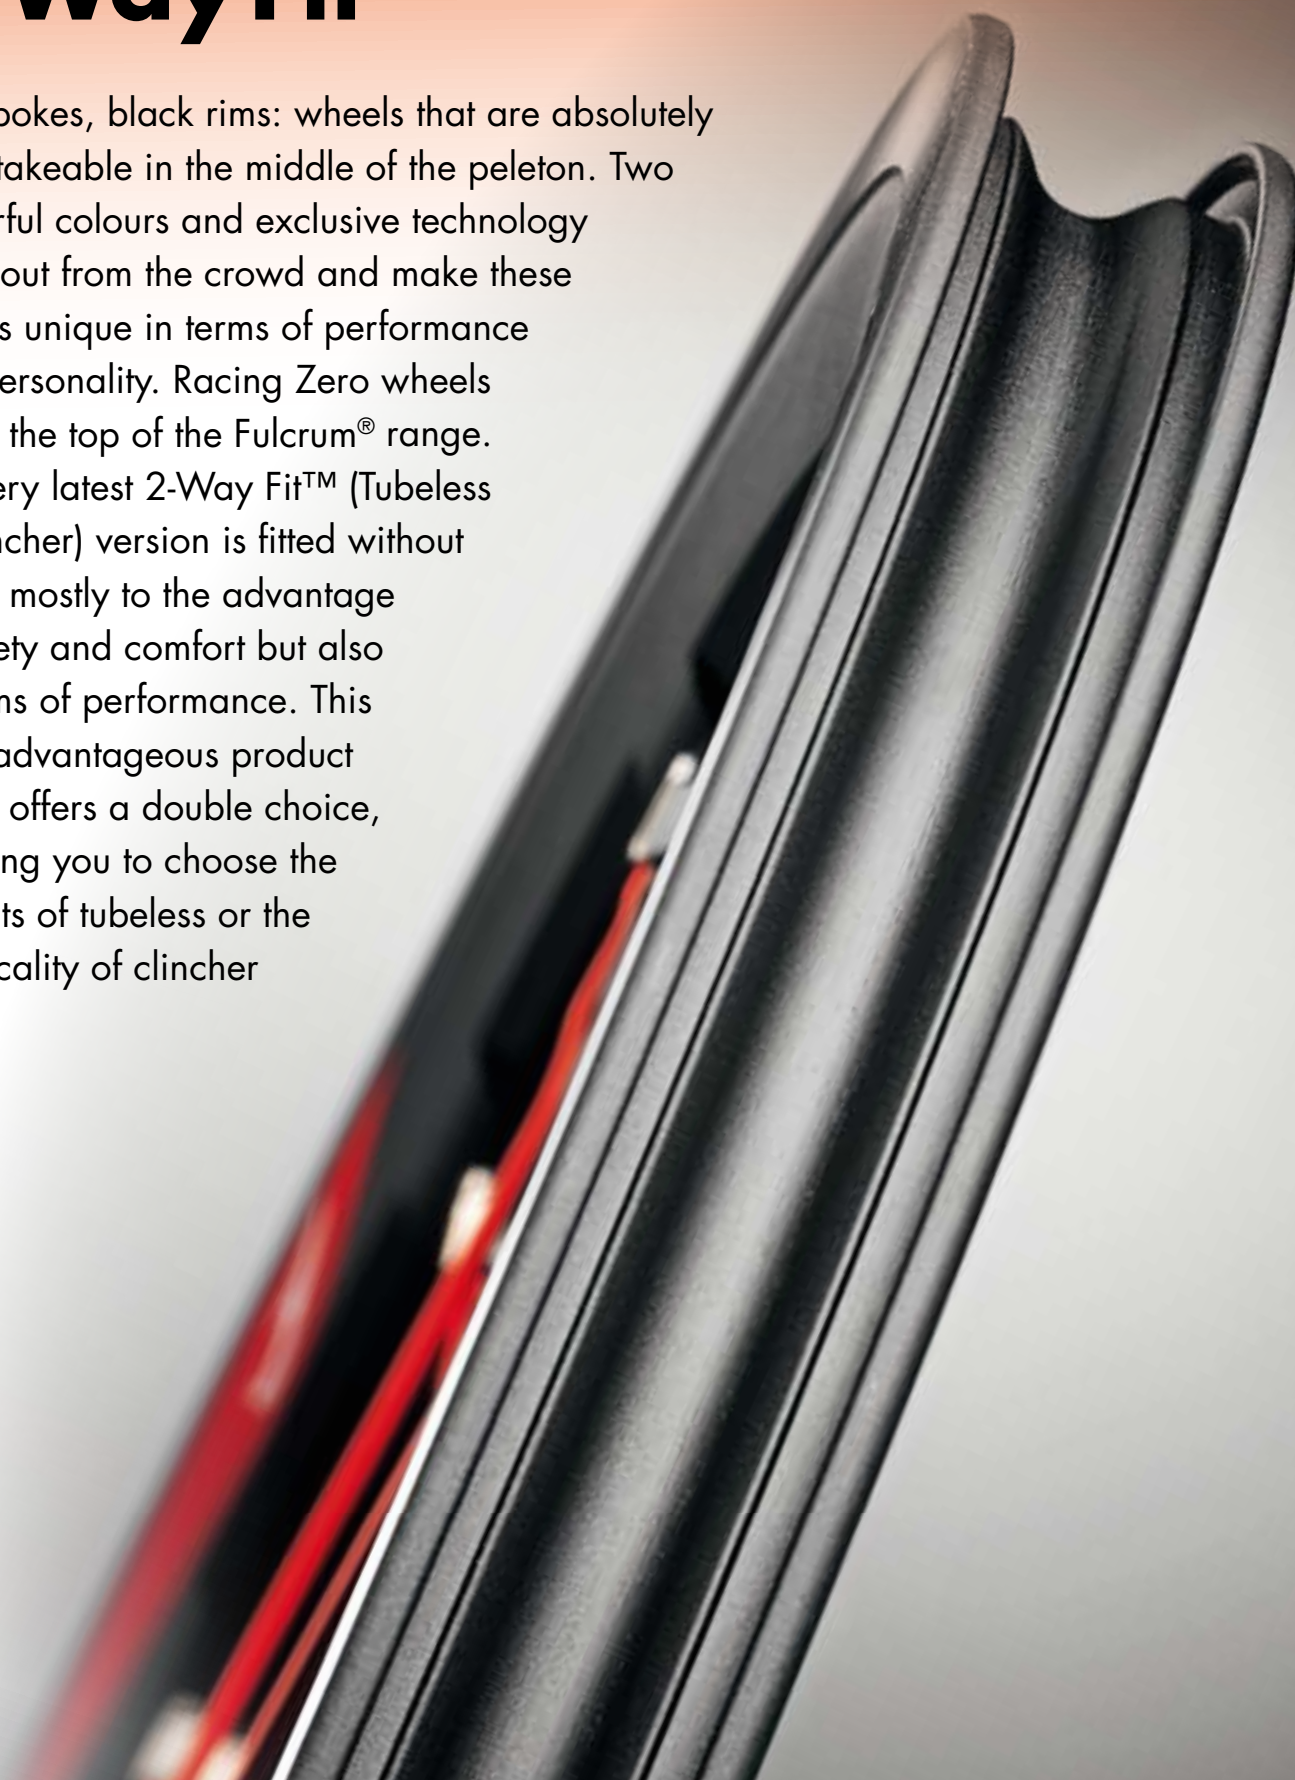 Way Fit
pokes, black rims: wheels that are absolutely
takeable in the middle of the peleton. Two
rful colours and exclusive technology
out from the crowd and make these
s unique in terms of performance
ersonality. Racing Zero wheels
the top of the Fulcrum® range.
ery latest 2-Way Fit™ (Tubeless
ncher) version is fitted without
mostly to the advantage
ety and comfort but also
ms of performance. This
advantageous product
offers a double choice,
ng you to choose the
ts of tubeless or the
cality of clincher